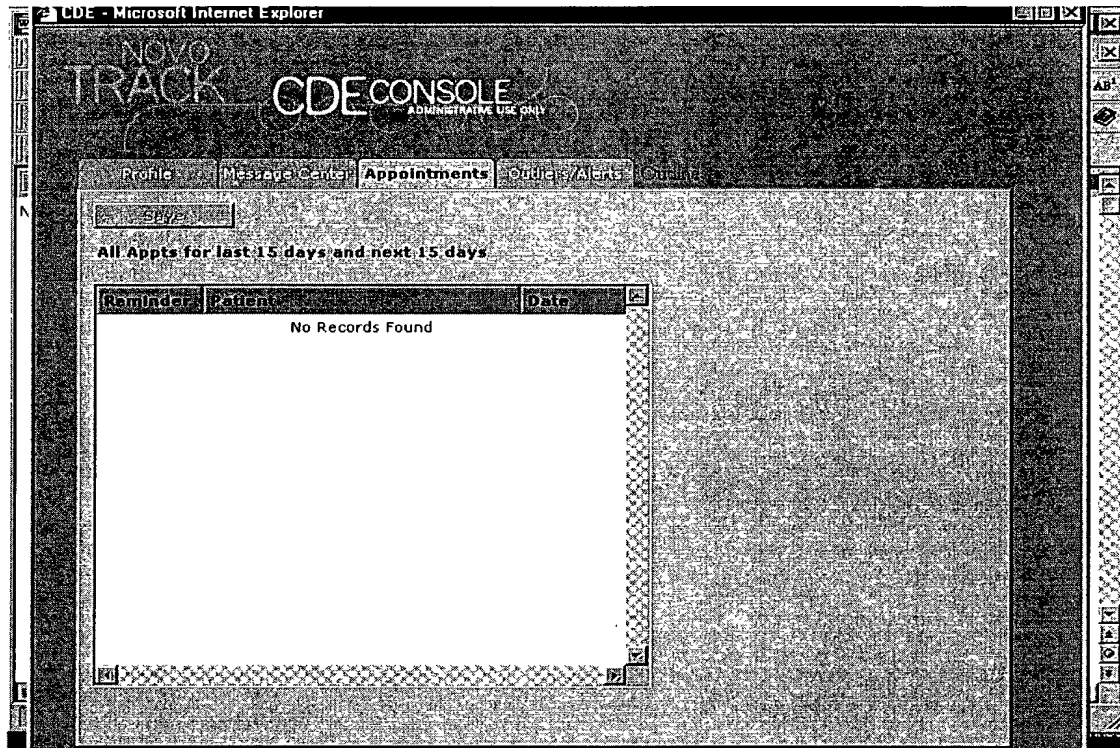 CDE - Microsoft Internet Explorer
NOVO
TRACK
CDE CONSOLE
ADMINISTRATIVE USE ONLY
Profile Message Center Appointments Outliers/Alerts
Save
All Appts for last 15 days and next 15 days
Reminder Patient Date
No Records Found